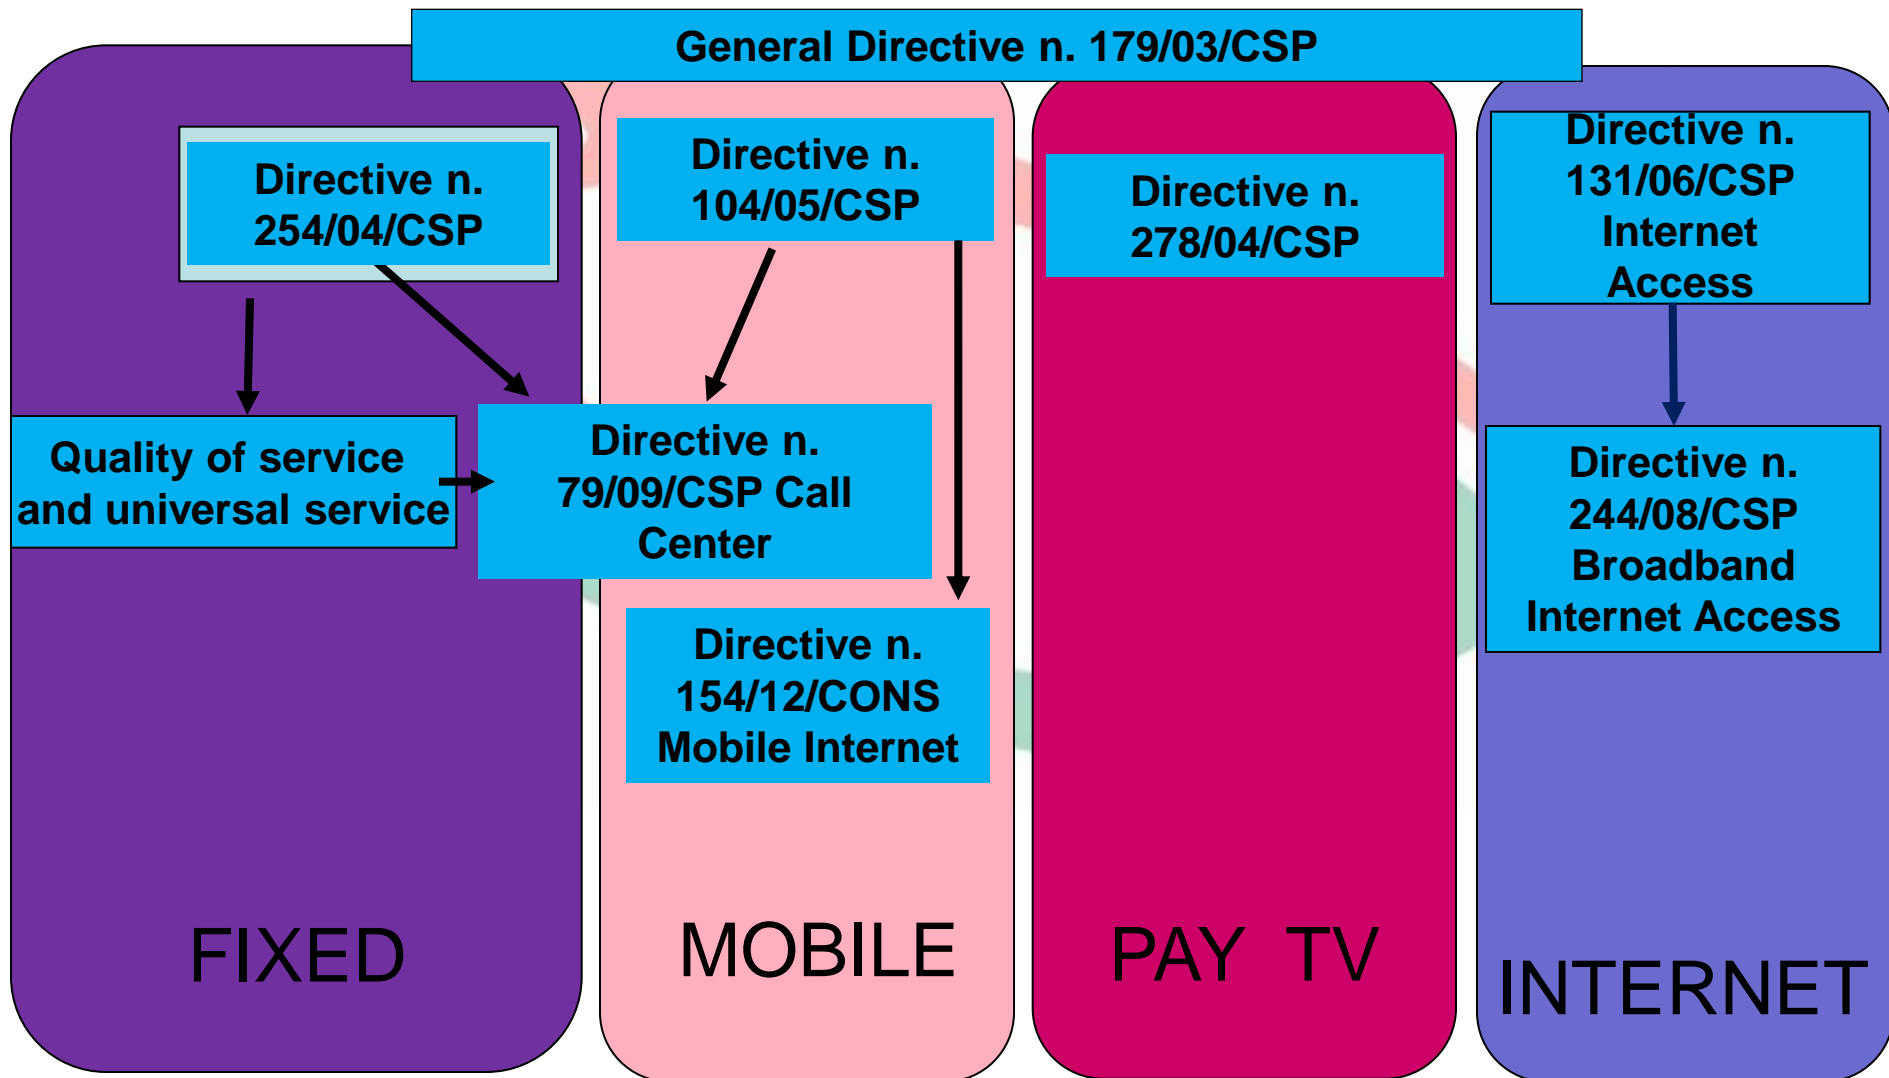 General Directive n. 179/03/CSP
Directive n.
254/04/CSP
Directive n.
104/05/CSP
Directive n.
278/04/CSP
Directive n.
131/06/CSP
Internet
Access
Quality of service
and universal service
Directive n.
79/09/CSP Call
Center
Directive n.
244/08/CSP
Broadband
Internet Access
Directive n.
154/12/CONS
Mobile Internet
FIXED
MOBILE
PAY TV
INTERNET